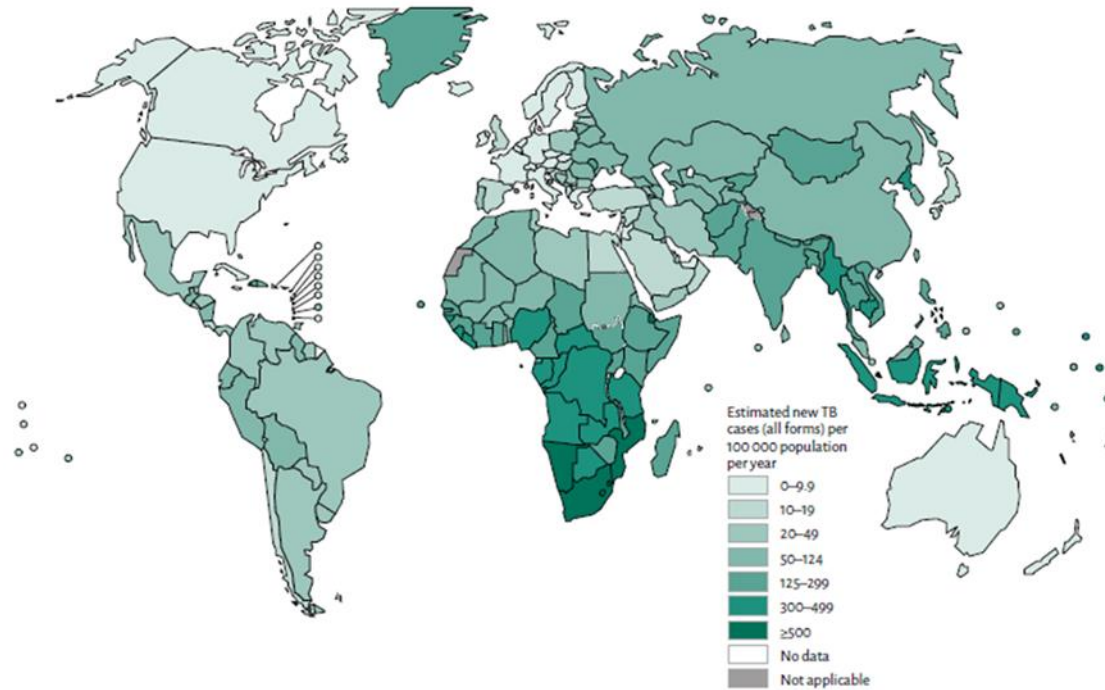 Estimated new TB
cases (all forms) per
100 000 population
per year
0–9.9
10–19
20–49
50–124
125–299
300–499
≥500
No data
Not applicable